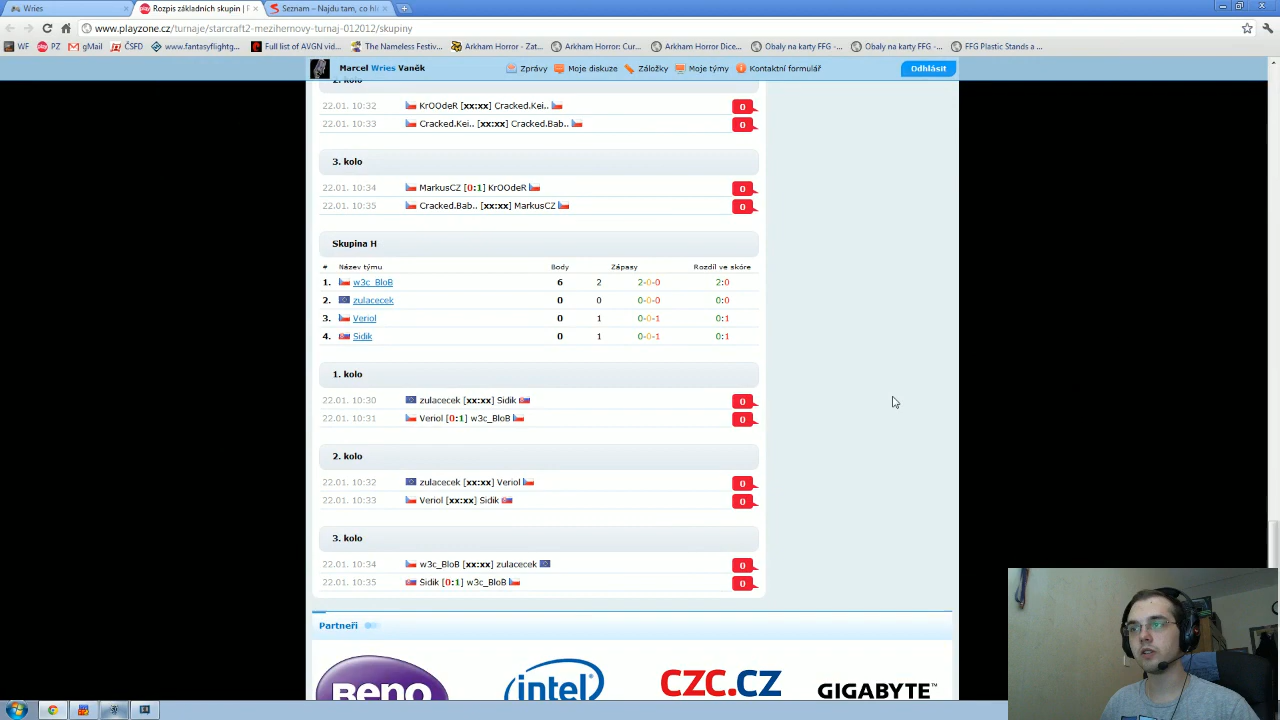 Wries
Rozpis základních skupin | P
Seznam – Najdu tam, co hl
www.playzone.cz/turnaje/starcraft2-mezihernovy-turnaj-012012/skupiny
WF PZ gMail ČSFD www.fantasyflightg... Full list of AVGN vid... The Nameless Festiv... Arkham Horror - Zat... Arkham Horror: Cur... Arkham Horror Dice... Obaly na karty FFG -... Obaly na karty FFG -... FFG Plastic Stands a ...
Marcel Wries Vaněk Zprávy Moje diskuze Záložky Moje týmy Kontaktní formulář Odhlásit
2. kolo
22.01. 10:32 KrOOdeR [xx:xx] Cracked.Kei.. 0
22.01. 10:33 Cracked.Kei.. [xx:xx] Cracked.Bab.. 0
3. kolo
22.01. 10:34 MarkusCZ [0:1] KrOOdeR 0
22.01. 10:35 Cracked.Bab.. [xx:xx] MarkusCZ 0
Skupina H
# Název týmu Body Zápasy Rozdíl ve skóre
1. w3c_BloB 6 2 2-0-0 2:0
2. zulacecek 0 0 0-0-0 0:0
3. Veriol 0 1 0-0-1 0:1
4. Sidik 0 1 0-0-1 0:1
1. kolo
22.01. 10:30 zulacecek [xx:xx] Sidik 0
22.01. 10:31 Veriol [0:1] w3c_BloB 0
2. kolo
22.01. 10:32 zulacecek [xx:xx] Veriol 0
22.01. 10:33 Veriol [xx:xx] Sidik 0
3. kolo
22.01. 10:34 w3c_BloB [xx:xx] zulacecek 0
22.01. 10:35 Sidik [0:1] w3c_BloB 0
Partneři
BenQ intel CZC.CZ GIGABYTE™